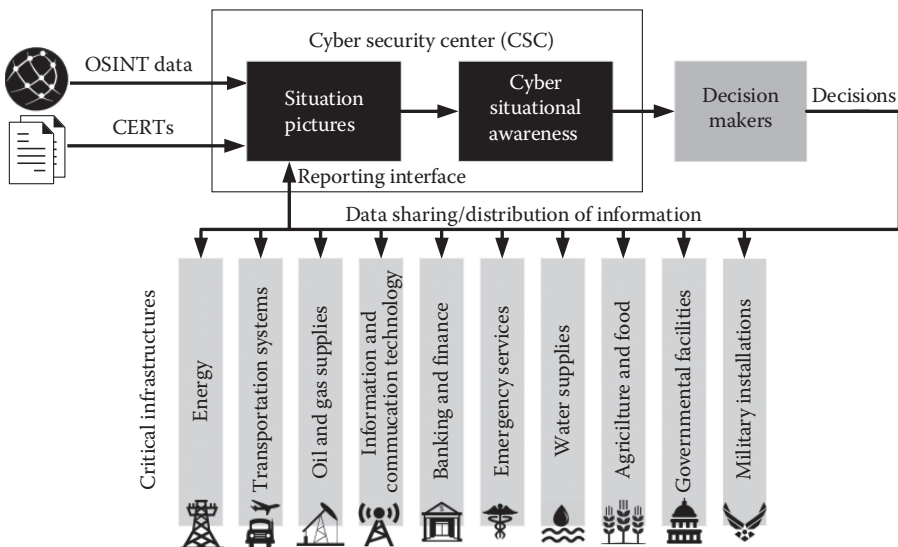 Cyber security center (CSC)
OSINT data
CERTs
Situation
pictures
Cyber
situational
awareness
Decision
makers
Decisions
Reporting interface
Data sharing/distribution of information
Critical infrastructures
Energy
Transportation systems
Oil and gas supplies
Information and
commucation technology
Banking and finance
Emergency services
Water supplies
Agricilture and food
Governmental facilities
Military installations